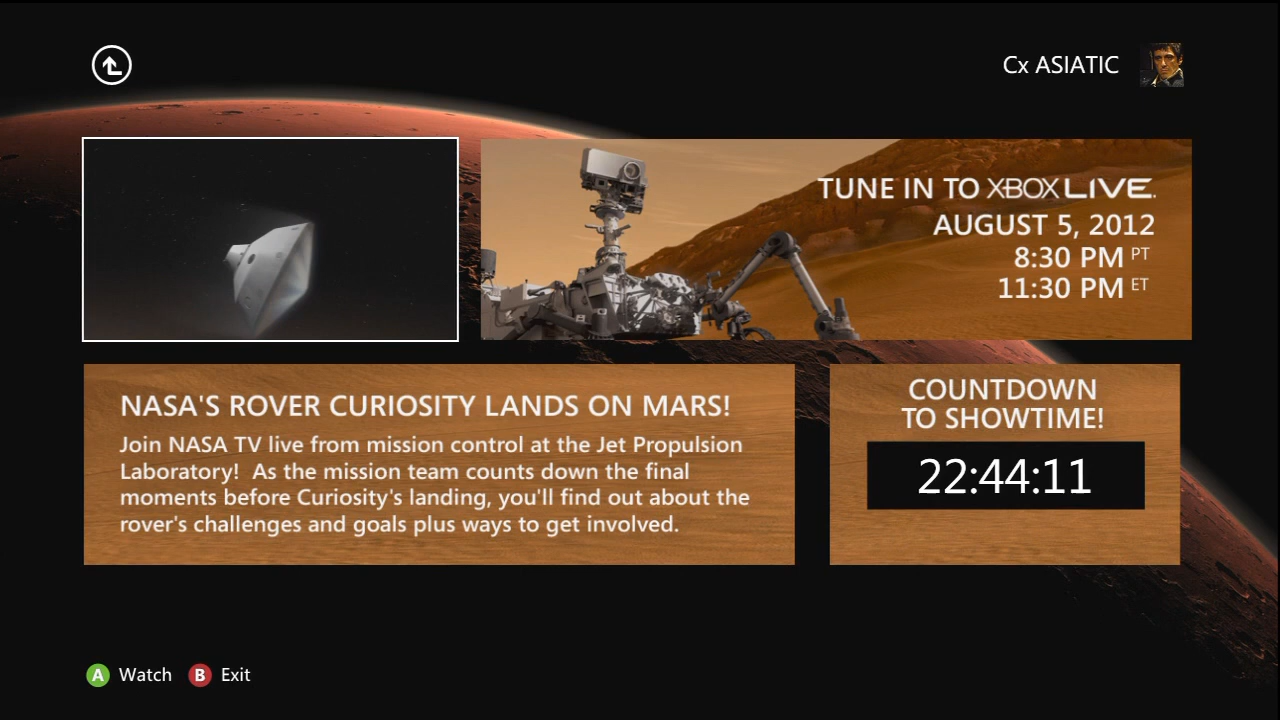 Cx ASIATIC
TUNE IN TO XBOX LIVE.
AUGUST 5, 2012
8:30 PM PT
11:30 PM ET
NASA'S ROVER CURIOSITY LANDS ON MARS!
Join NASA TV live from mission control at the Jet Propulsion
Laboratory!  As the mission team counts down the final
moments before Curiosity's landing, you'll find out about the
rover's challenges and goals plus ways to get involved.
COUNTDOWN
TO SHOWTIME!
22:44:11
A Watch B Exit